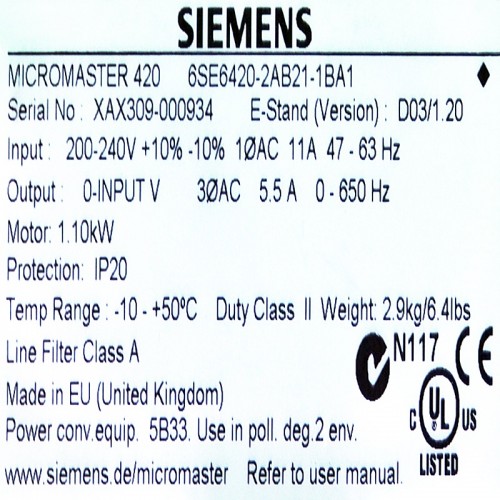 SIEMENS
MICROMASTER 420 6SE6420-2AB21-1BA1
Serial No : XAX309-000934 E-Stand (Version) : D03/1.20
Input : 200-240V +10% -10% 1ØAC 11A 47 - 63 Hz
Output : 0-INPUT V 3ØAC 5.5 A 0 - 650 Hz
Motor: 1.10kW
Protection: IP20
Temp Range : -10 - +50ºC Duty Class II Weight: 2.9kg/6.4lbs
Line Filter Class A
N117 CE
Made in EU (United Kingdom)
C UL US
Power conv.equip. 5B33. Use in poll. deg.2 env.
LISTED
www.siemens.de/micromaster Refer to user manual.